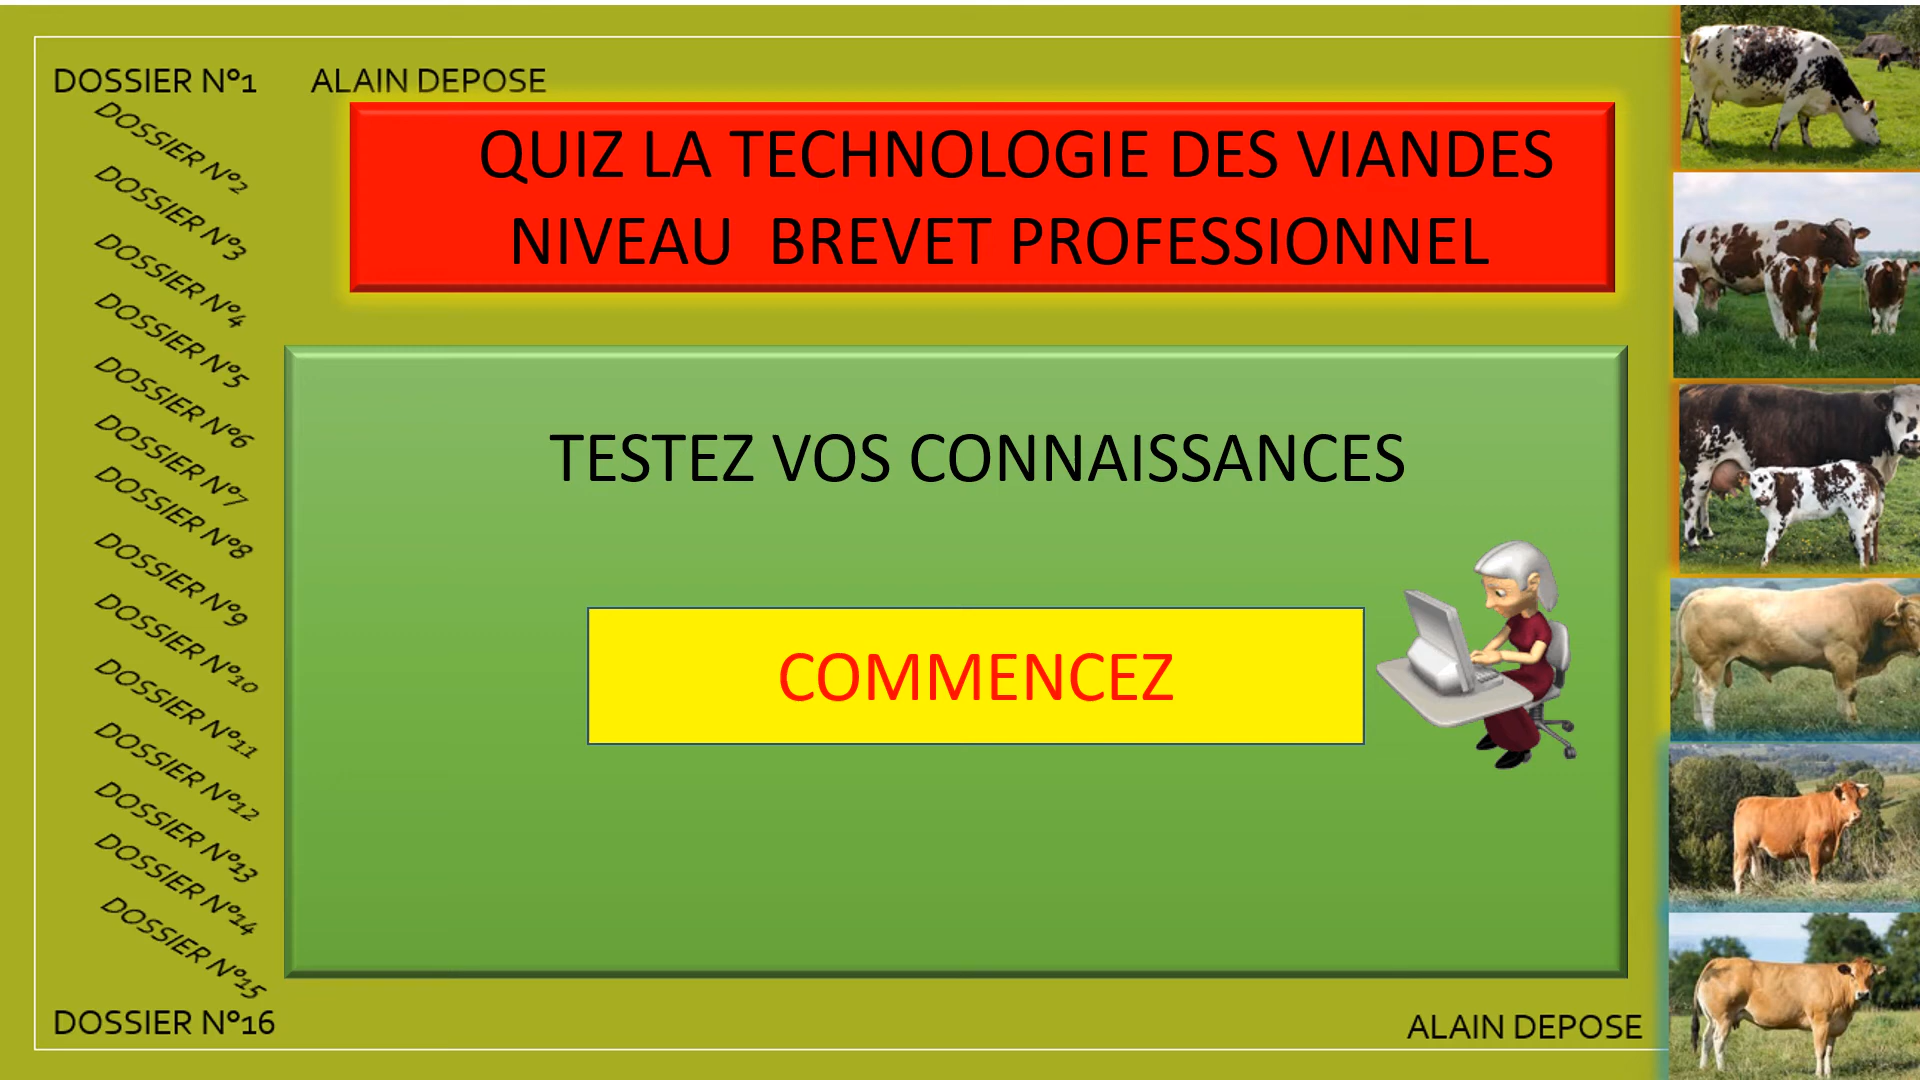 DOSSIER N°1
ALAIN DEPOSE
DOSSIER N°2
DOSSIER N°3
DOSSIER N°4
DOSSIER N°5
DOSSIER N°6
DOSSIER N°7
DOSSIER N°8
DOSSIER N°9
DOSSIER N°10
DOSSIER N°11
DOSSIER N°12
DOSSIER N°13
DOSSIER N°14
DOSSIER N°15
DOSSIER N°16
QUIZ LA TECHNOLOGIE DES VIANDES
NIVEAU BREVET PROFESSIONNEL
TESTEZ VOS CONNAISSANCES
COMMENCEZ
ALAIN DEPOSE